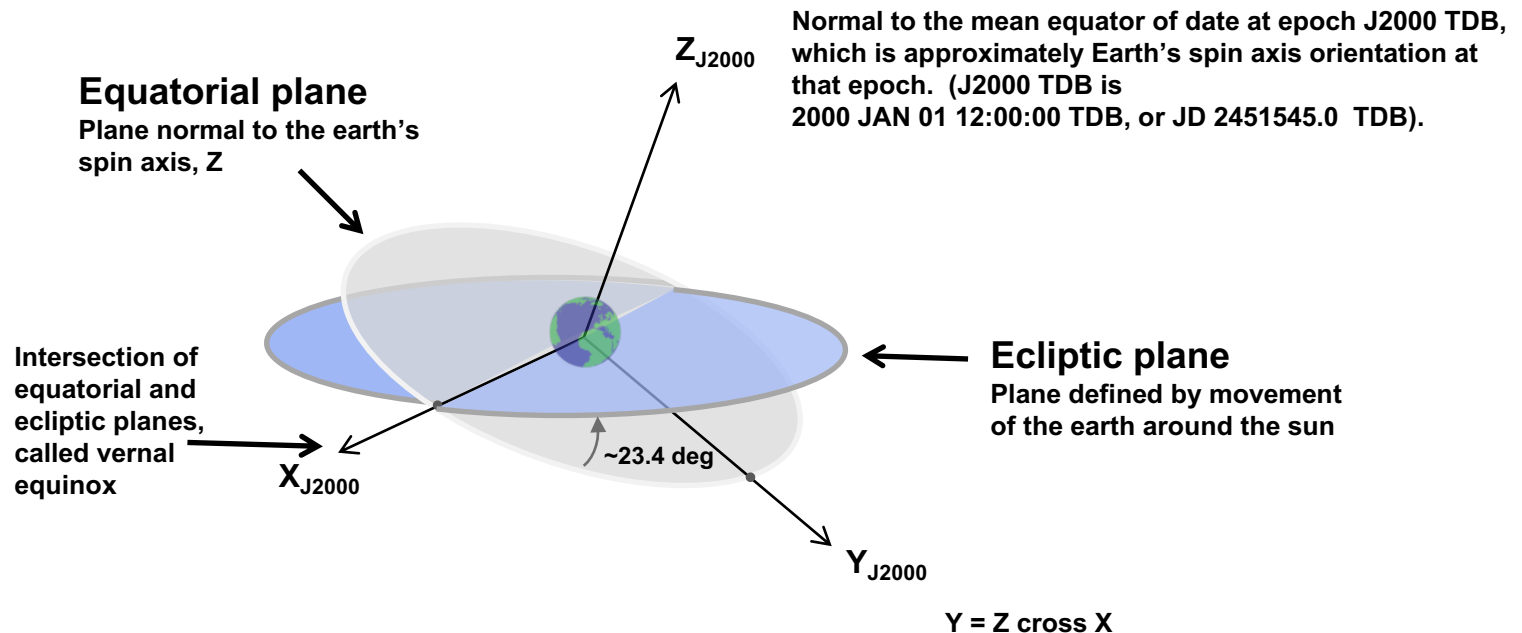 Z_J2000
Normal to the mean equator of date at epoch J2000 TDB,
which is approximately Earth’s spin axis orientation at
that epoch. (J2000 TDB is
2000 JAN 01 12:00:00 TDB, or JD 2451545.0 TDB).
Equatorial plane
Plane normal to the earth’s
spin axis, Z
Intersection of
equatorial and
ecliptic planes,
called vernal
equinox
X_J2000
~23.4 deg
Ecliptic plane
Plane defined by movement
of the earth around the sun
Y_J2000
Y = Z cross X